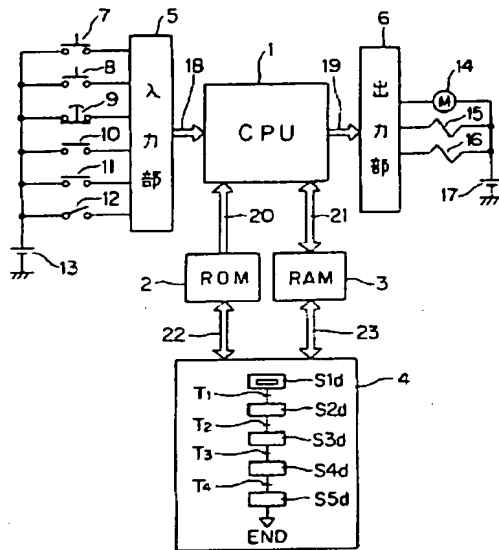 7
5
6
8
1
14
9
18
19
M
入力部
CPU
出力部
15
10
16
11
12
17
20
21
13
2
ROM
RAM
3
22
23
S1d
4
T1
S2d
T2
S3d
T3
S4d
T4
S5d
END